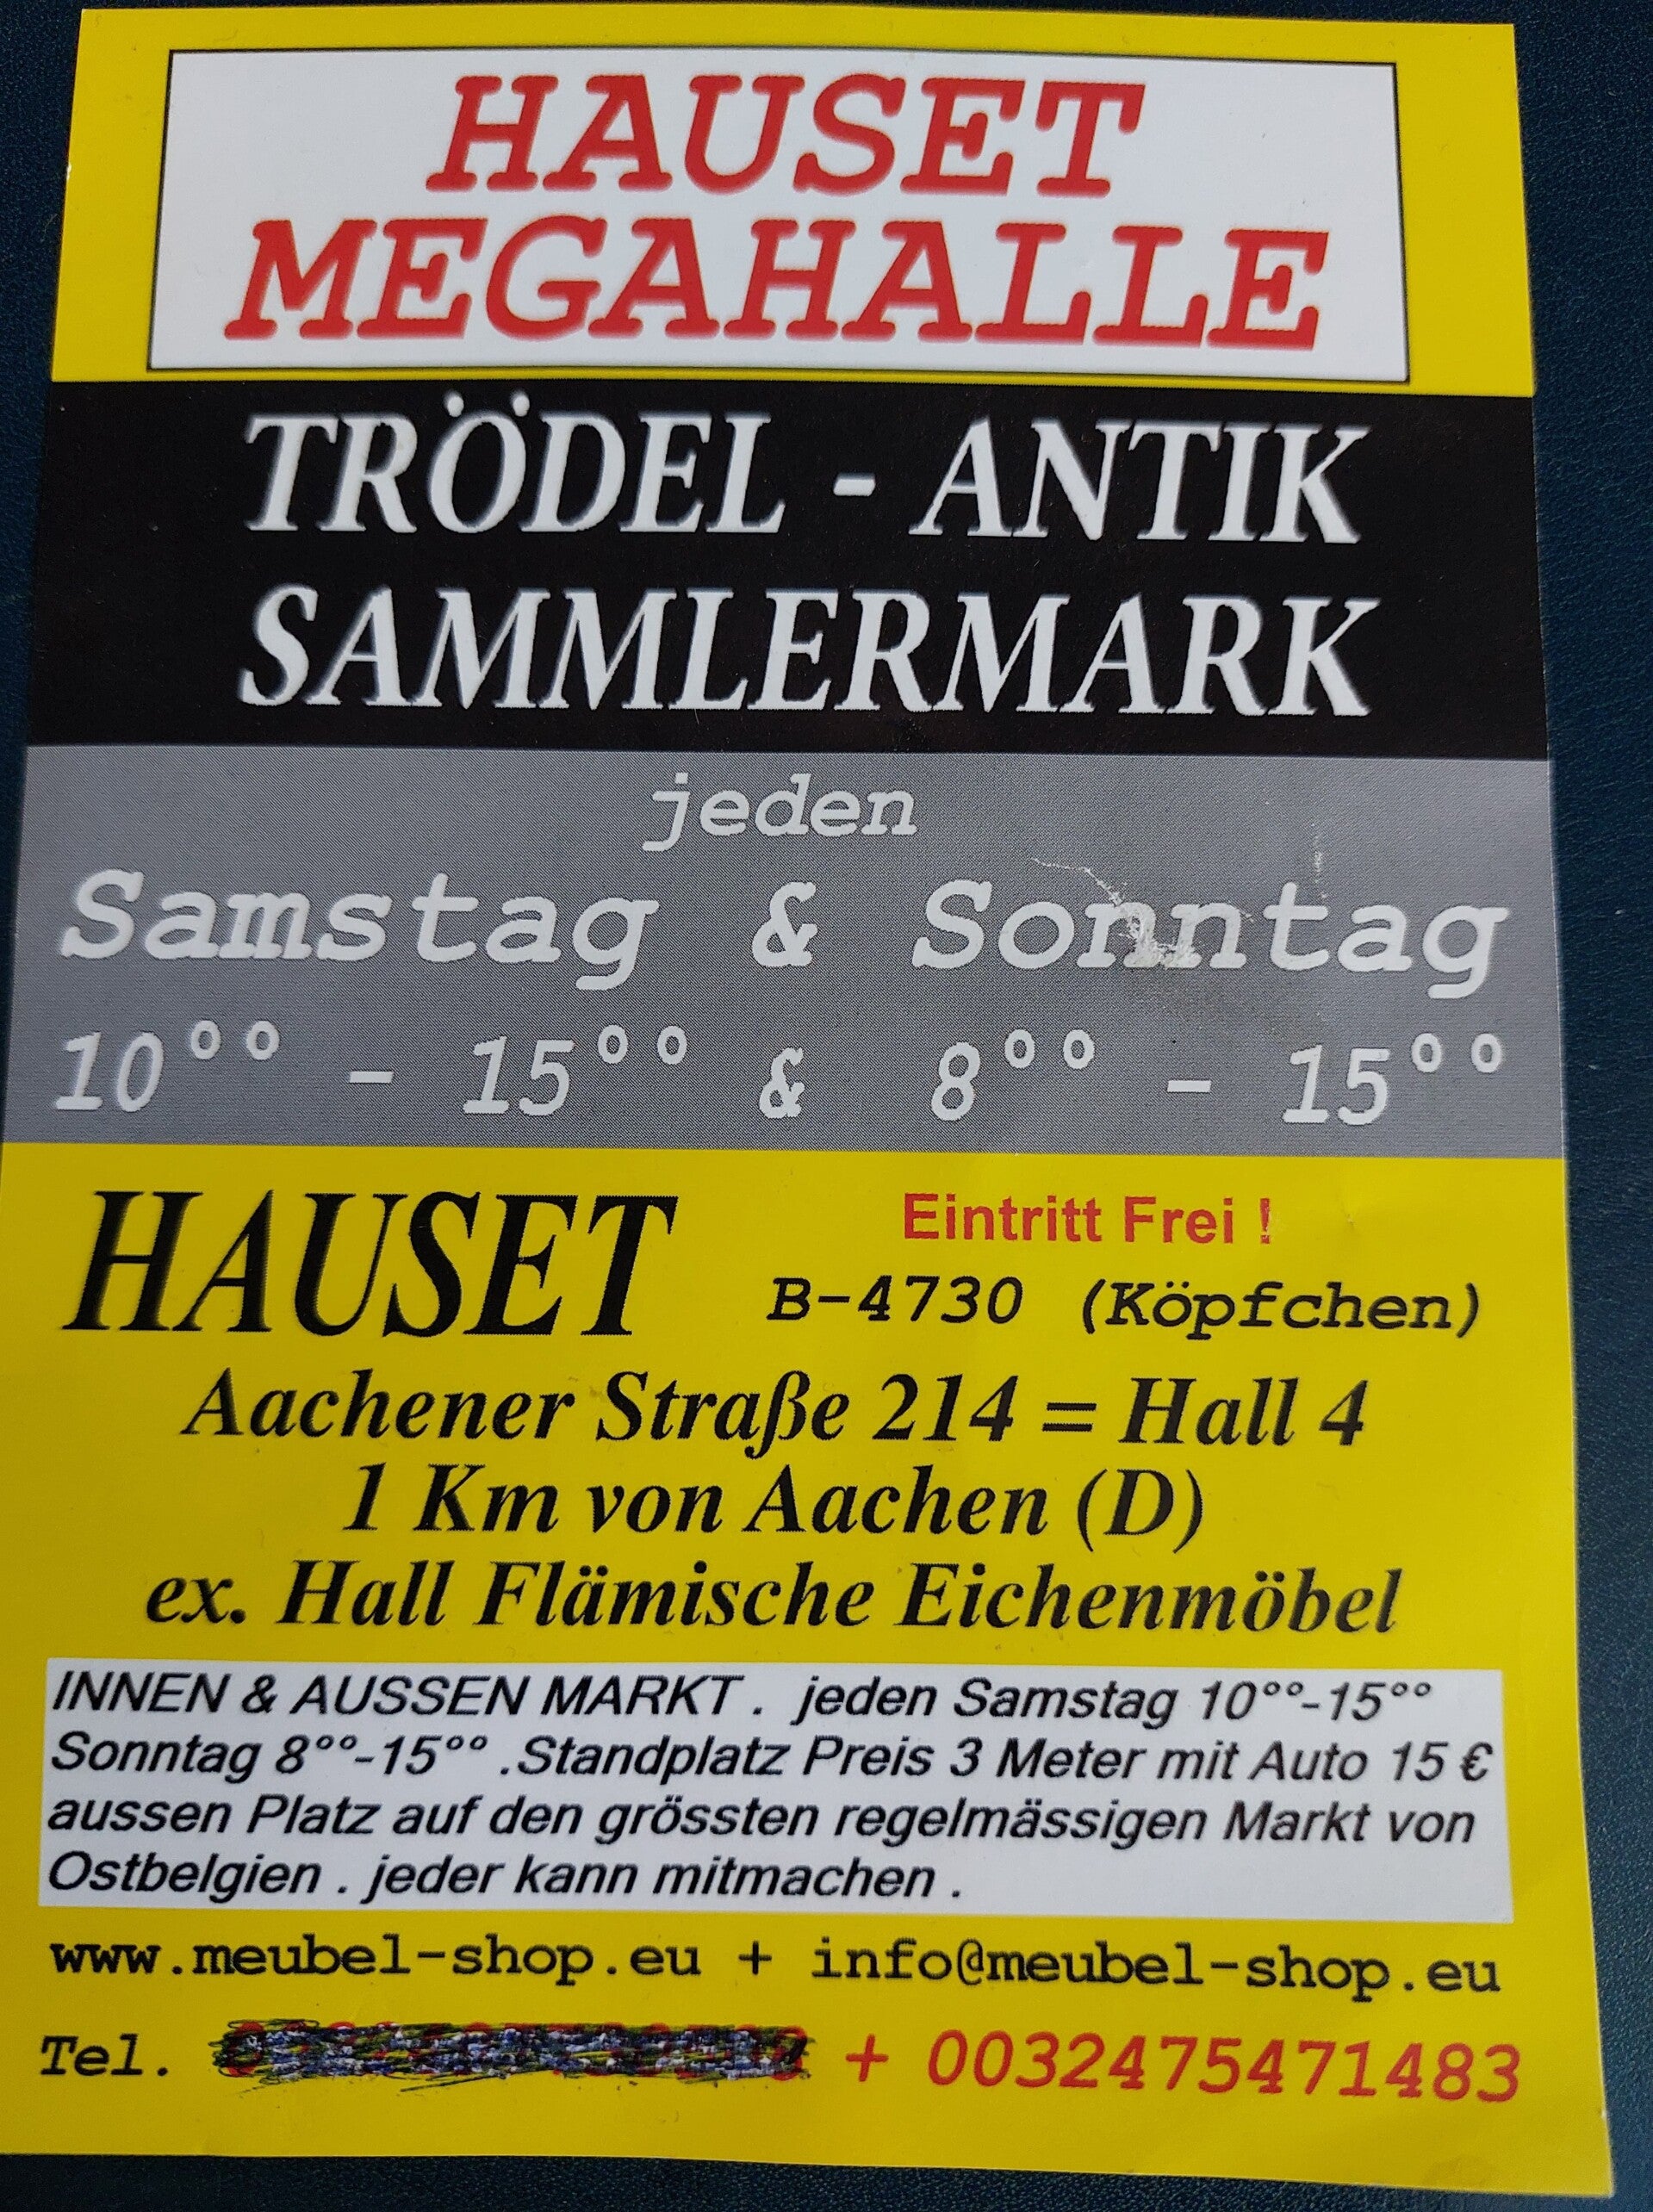 HAUSET
MEGAHALLE
TRÖDEL - ANTIK
SAMMLERMARK
jeden
Samstag & Sonntag
10°° - 15°° & 8°° - 15°°
HAUSET
Eintritt Frei !
B-4730 (Köpfchen)
Aachener Straße 214 = Hall 4
1 Km von Aachen (D)
ex. Hall Flämische Eichenmöbel
INNEN & AUSSEN MARKT . jeden Samstag 10°°-15°°
Sonntag 8°°-15°° .Standplatz Preis 3 Meter mit Auto 15 €
aussen Platz auf den grössten regelmässigen Markt von
Ostbelgien . jeder kann mitmachen .
www.meubel-shop.eu + info@meubel-shop.eu
Tel. + 0032475471483